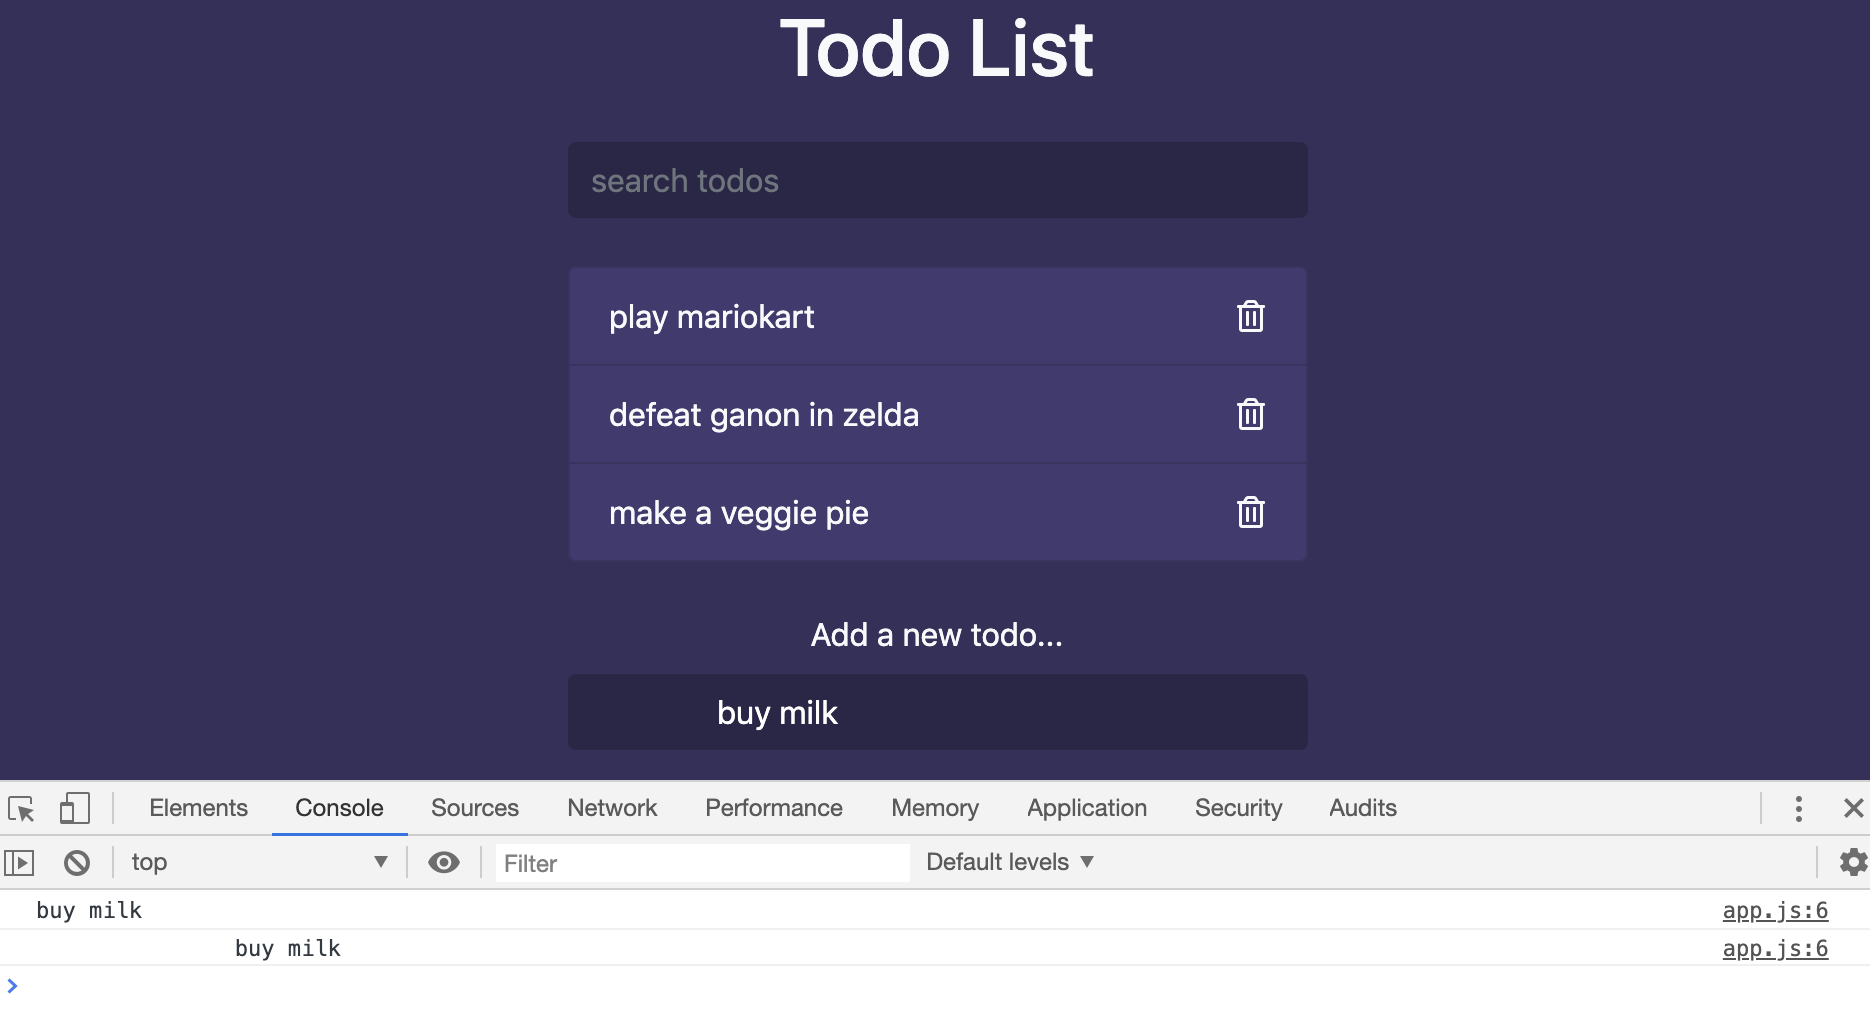 Todo List
search todos
play mariokart
defeat ganon in zelda
make a veggie pie
Add a new todo...
buy milk
Elements Console Sources Network Performance Memory Application Security Audits
top Filter Default levels
buy milk app.js:6
buy milk app.js:6